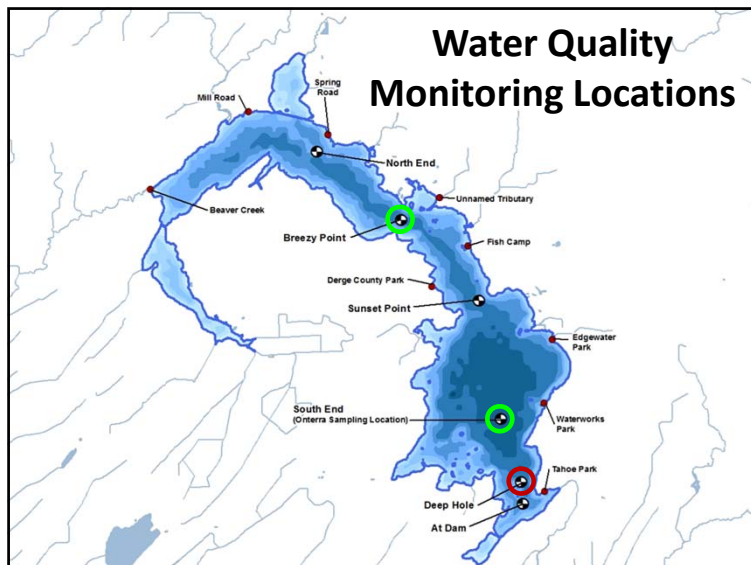 Water Quality
Monitoring Locations
Spring
Road
Mill Road
North End
Beaver Creek
Unnamed Tributary
Breezy Point
Fish Camp
Derge County Park
Sunset Point
Edgewater
Park
South End
(Onterra Sampling Location)
Waterworks
Park
Tahoe Park
Deep Hole
At Dam